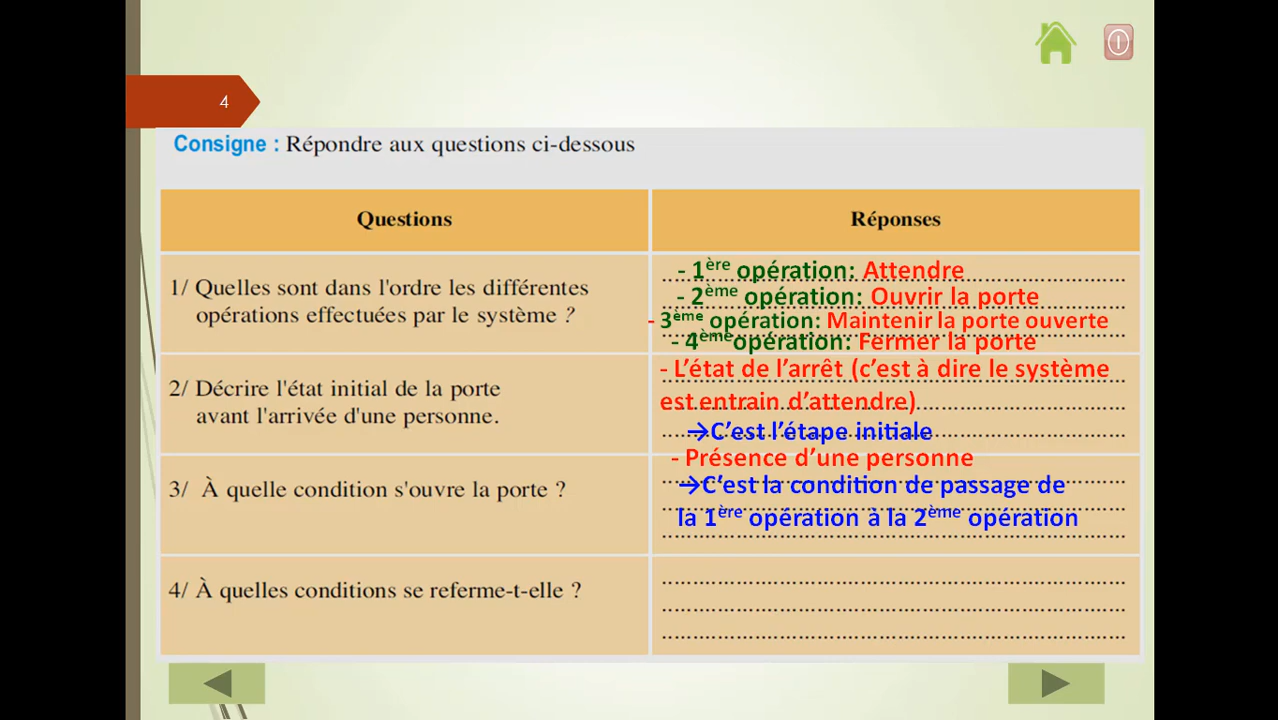 4
Consigne : Répondre aux questions ci-dessous
Questions
Réponses
1/ Quelles sont dans l'ordre les différentes
opérations effectuées par le système ?
- 1ère opération: Attendre
- 2ème opération: Ouvrir la porte
- 3ème opération: Maintenir la porte ouverte
- 4ème opération: Fermer la porte
2/ Décrire l'état initial de la porte
avant l'arrivée d'une personne.
- L’état de l’arrêt (c’est à dire le système
est entrain d’attendre)
→C’est l’étape initiale
3/ À quelle condition s'ouvre la porte ?
- Présence d’une personne
→C’est la condition de passage de
la 1ère opération à la 2ème opération
4/ À quelles conditions se referme-t-elle ?